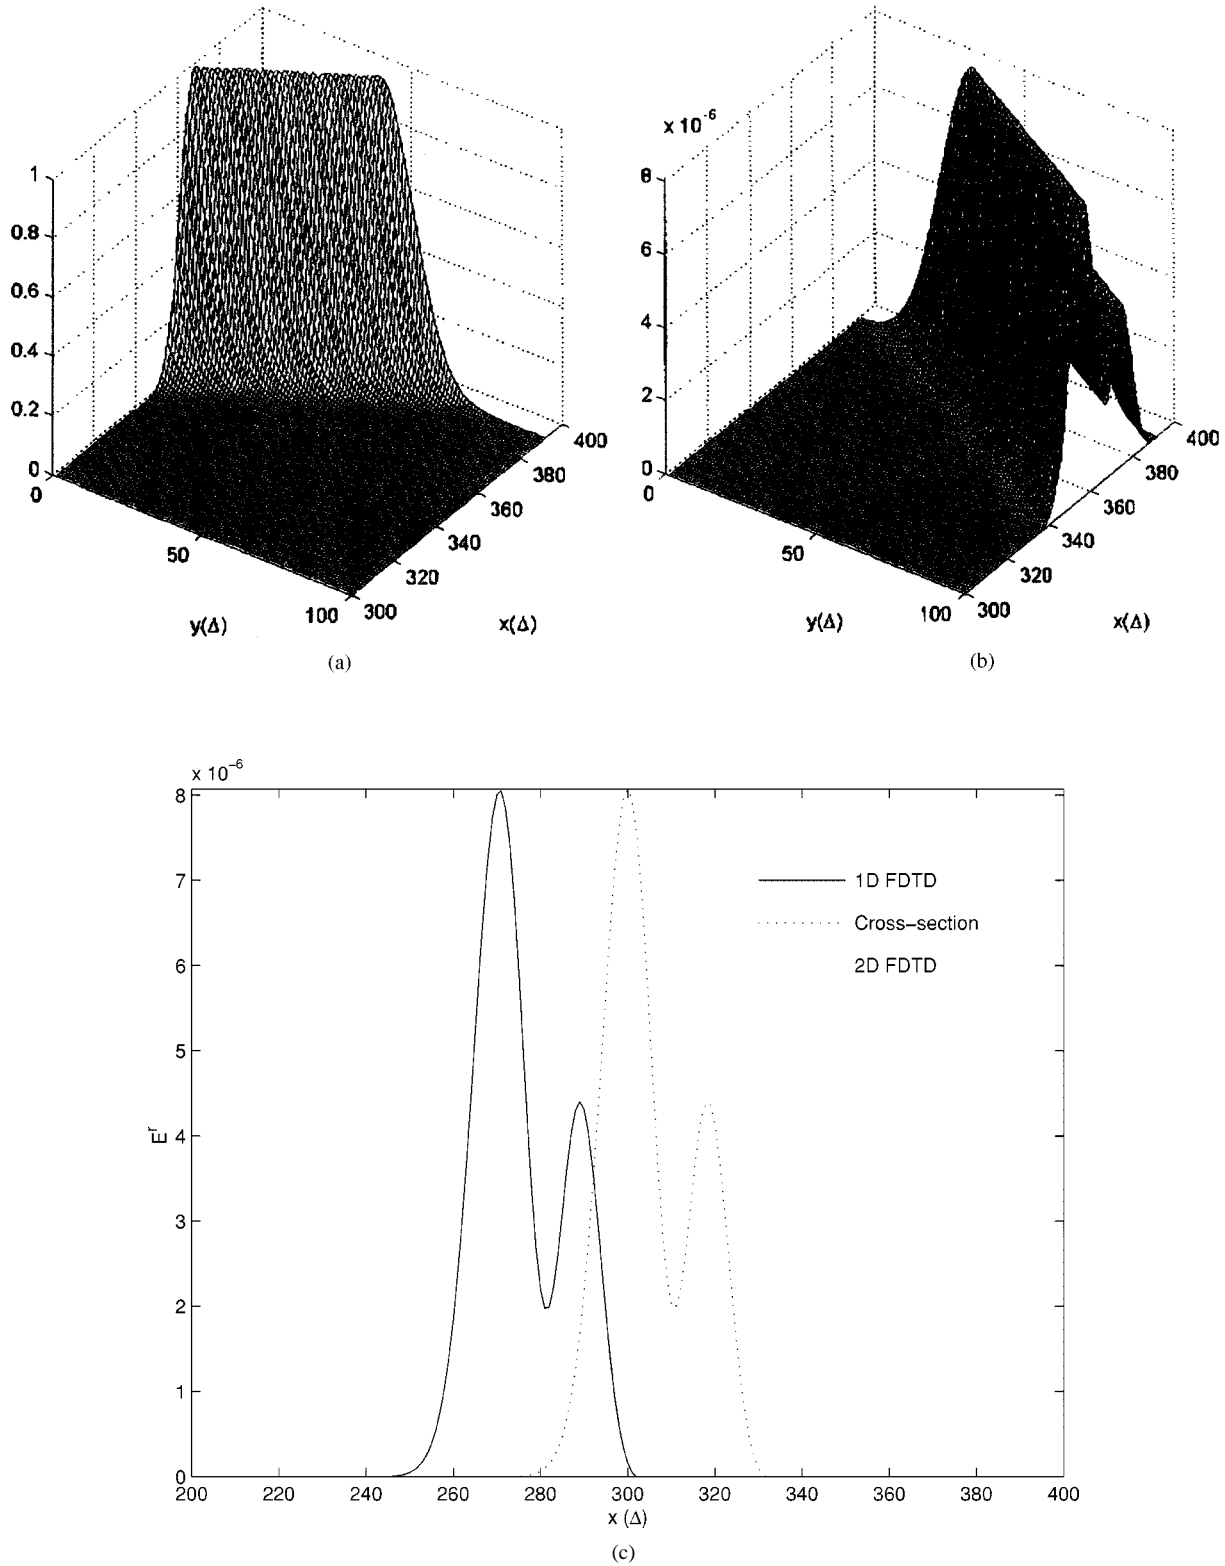 1
0.8
0.6
0.4
0.2
0
0
50
100
y(Δ)
300
320
340
360
380
400
x(Δ)
(a)
x 10⁻⁶
8
6
4
2
0
0
50
100
y(Δ)
300
320
340
360
380
400
x(Δ)
(b)
x 10⁻⁶
8
7
6
5
4
3
2
1
0
Eʳ
1D FDTD
Cross-section
2D FDTD
200 220 240 260 280 300 320 340 360 380 400
x (Δ)
(c)